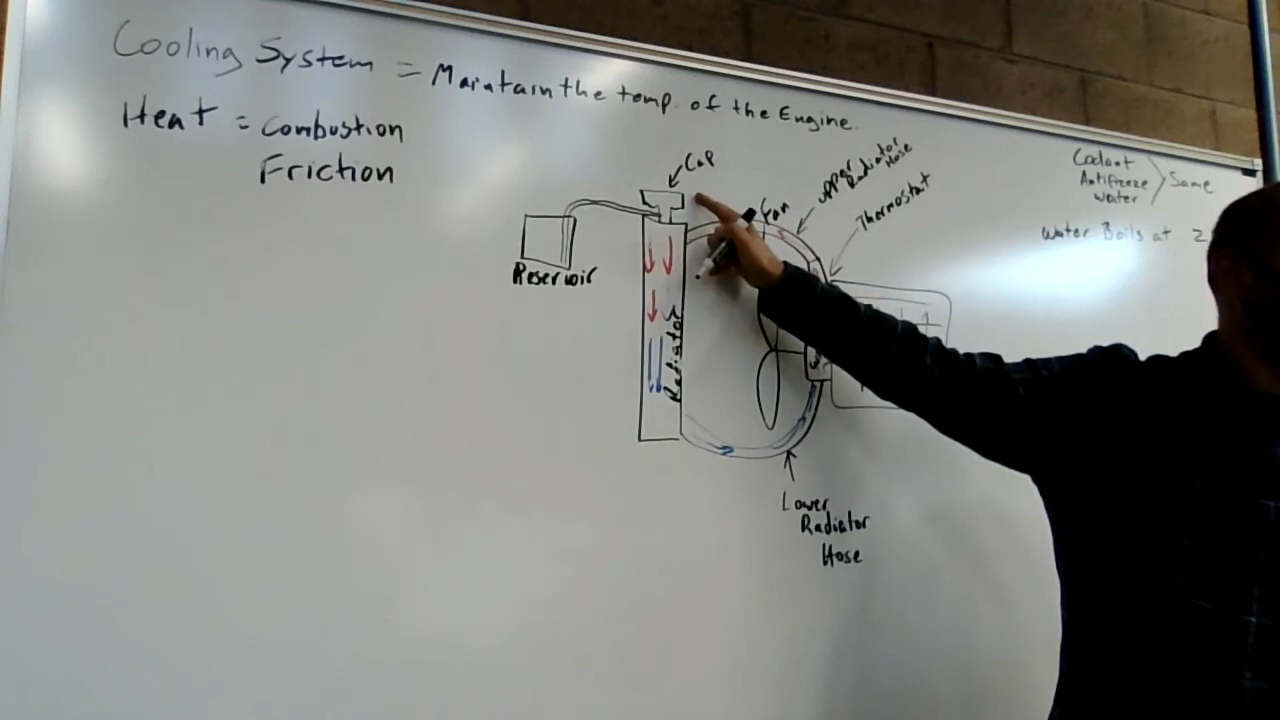 Cooling System = Maintain the temp. of the Engine.
Heat = Combustion
Friction
Cap
Fan
upper
Radiator
Hose
Thermostat
Coolant
Antifreeze
Water
Same
Water Boils at 2
Reservoir
Radiator
Lower
Radiator
Hose